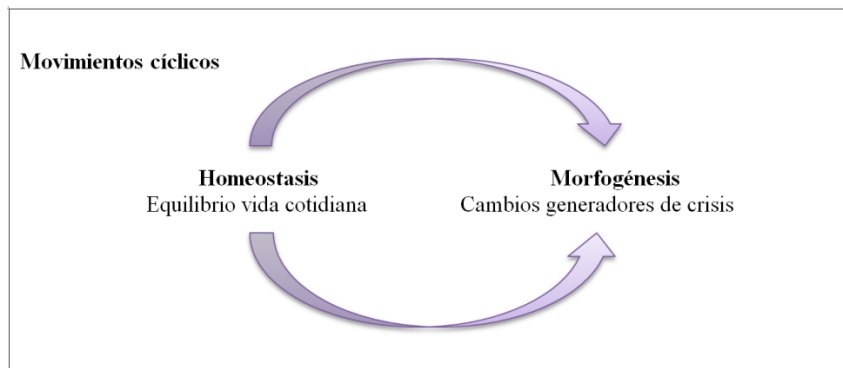 Movimientos cíclicos
Homeostasis
Equilibrio vida cotidiana
Morfogénesis
Cambios generadores de crisis